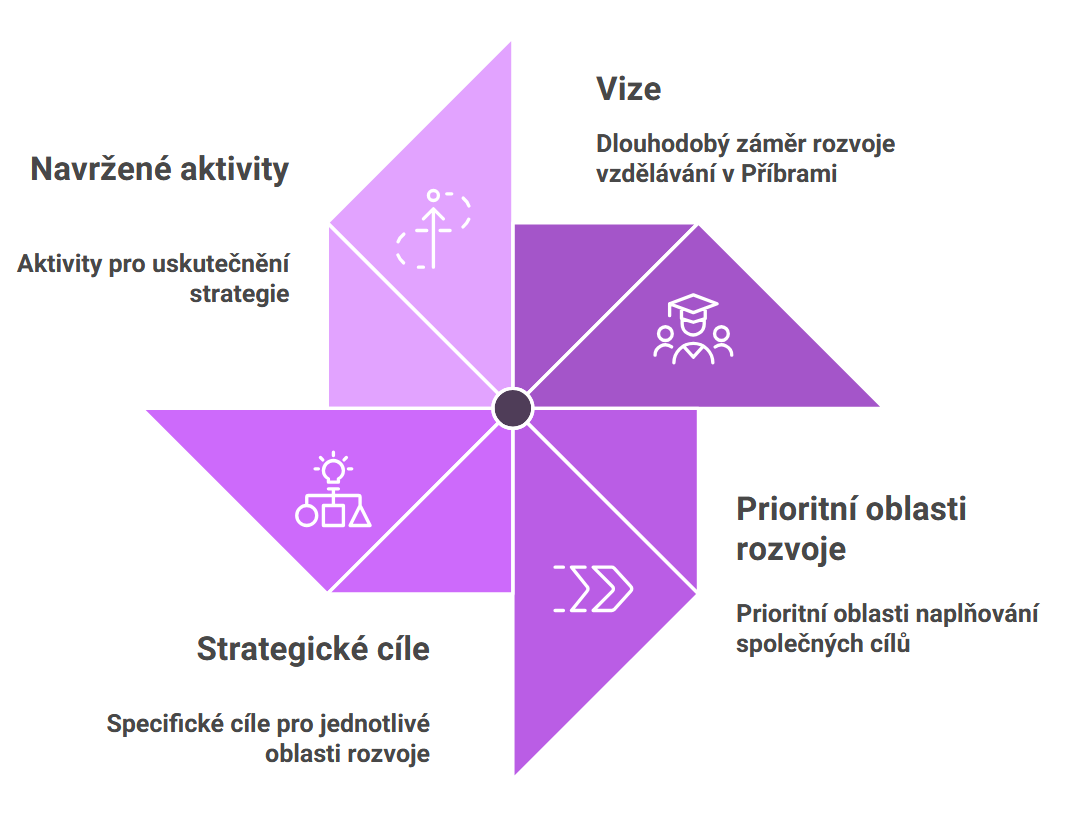 Vize
Dlouhodobý záměr rozvoje
vzdělávání v Příbrami
Navržené aktivity
Aktivity pro uskutečnění
strategie
Prioritní oblasti
rozvoje
Prioritní oblasti naplňování
společných cílů
Strategické cíle
Specifické cíle pro jednotlivé
oblasti rozvoje